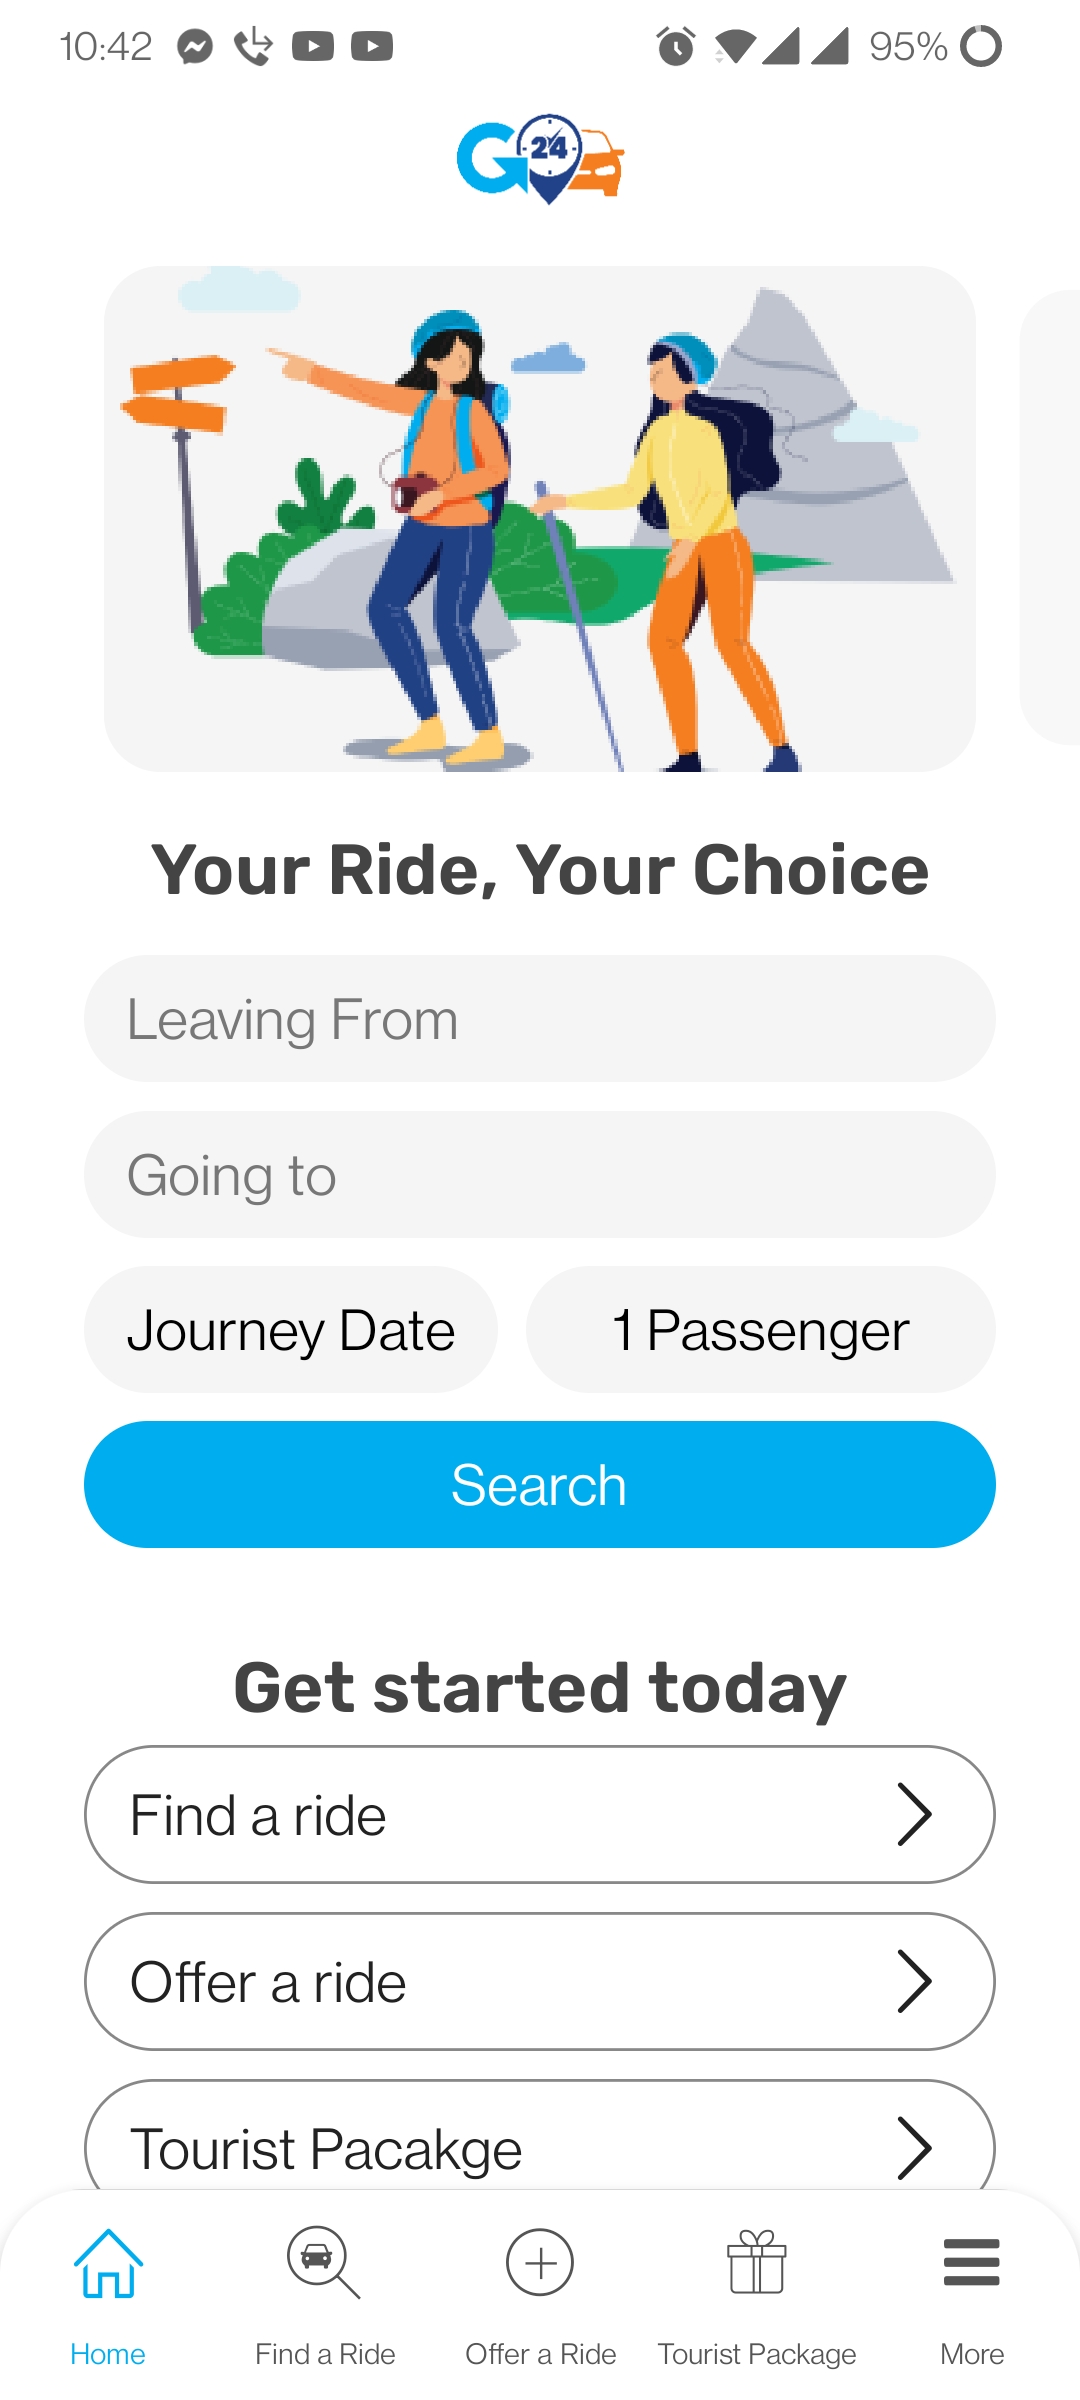 10:42 95%
G 24
Your Ride, Your Choice
Leaving From
Going to
Journey Date 1 Passenger
Search
Get started today
Find a ride
Offer a ride
Tourist Pacakge
Home Find a Ride Offer a Ride Tourist Package More